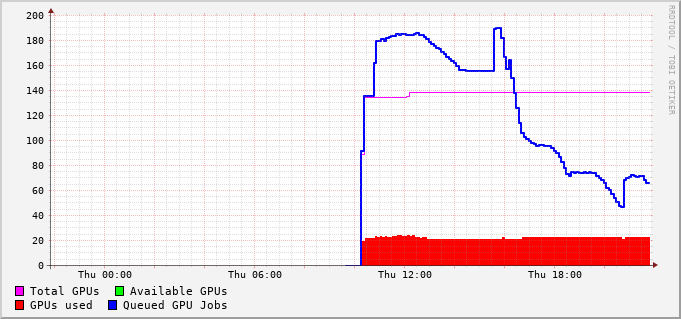 200
180
160
140
120
100
80
60
40
20
0
Thu 00:00 Thu 06:00 Thu 12:00 Thu 18:00
Total GPUs Available GPUs
GPUs used Queued GPU Jobs
RRDTOOL / TOBI OETIKER